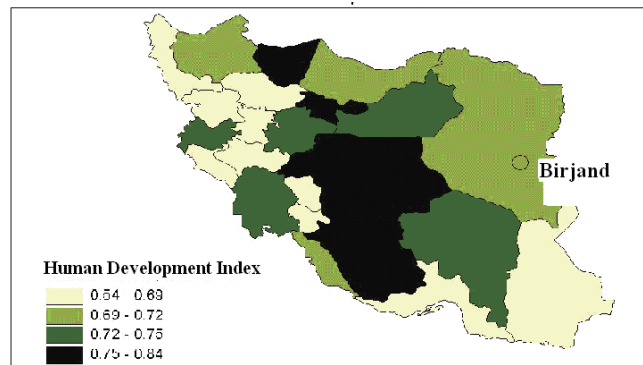 Birjand
Human Development Index
0.54 0.69
0.69 - 0.72
0.72 - 0.75
0.75 - 0.84